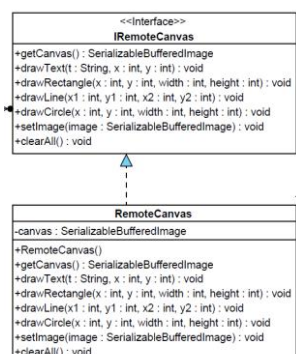 <<Interface>>
IRemoteCanvas
+getCanvas() : SerializableBufferedImage
+drawText(t : String, x : int, y : int) : void
+drawRectangle(x : int, y : int, width : int, height : int) : void
+drawLine(x1 : int, y1 : int, x2 : int, y2 : int) : void
+drawCircle(x : int, y : int, width : int, height : int) : void
+setImage(image : SerializableBufferedImage) : void
+clearAll() : void
RemoteCanvas
-canvas : SerializableBufferedImage
+RemoteCanvas()
+getCanvas() : SerializableBufferedImage
+drawText(t : String, x : int, y : int) : void
+drawRectangle(x : int, y : int, width : int, height : int) : void
+drawLine(x1 : int, y1 : int, x2 : int, y2 : int) : void
+drawCircle(x : int, y : int, width : int, height : int) : void
+setImage(image : SerializableBufferedImage) : void
+clearAll() : void